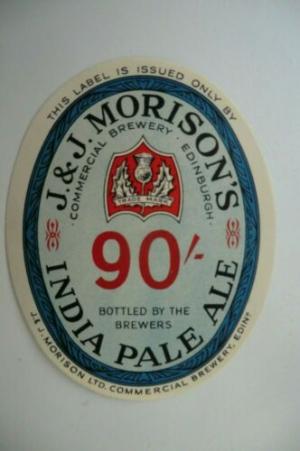 THIS LABEL IS ISSUED ONLY BY
J. & J. MORISON'S
COMMERCIAL BREWERY · EDINBURGH ·
TRADE MARK
90/-
BOTTLED BY THE
BREWERS
INDIA PALE ALE
J. & J. MORISON LTD. COMMERCIAL BREWERY, EDINR